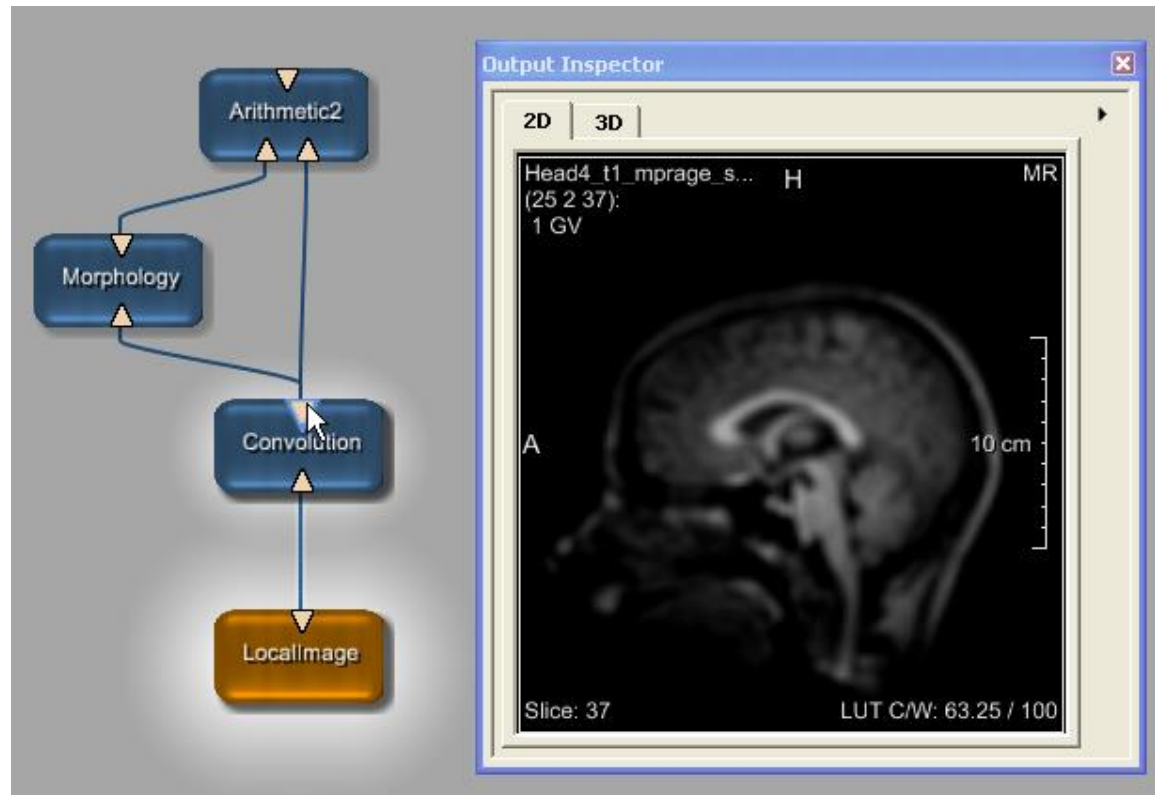 Arithmetic2
Morphology
Convolution
LocalImage
Output Inspector
2D
3D
Head4_t1_mprage_s...
H
MR
(25 2 37):
1 GV
A
10 cm
Slice: 37
LUT C/W: 63.25 / 100